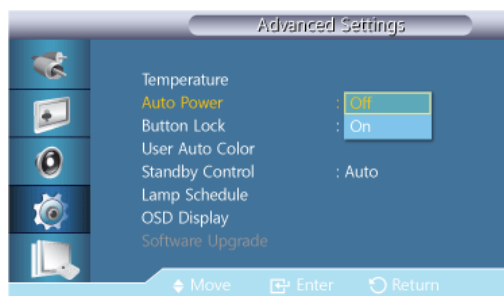 Advanced Settings
Temperature
Auto Power : Off
Button Lock : On
User Auto Color
Standby Control : Auto
Lamp Schedule
OSD Display
Software Upgrade
Move Enter Return